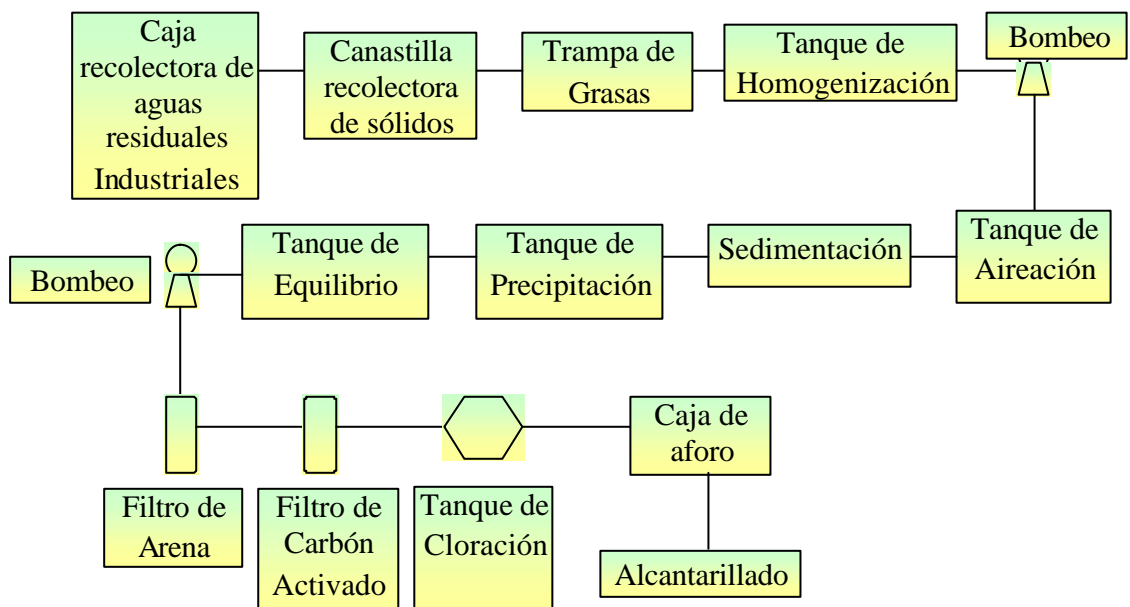 Caja
recolectora de
aguas
residuales
Industriales
Canastilla
recolectora
de sólidos
Trampa de
Grasas
Tanque de
Homogenización
Bombeo
Tanque de
Aireación
Sedimentación
Tanque de
Precipitación
Tanque de
Equilibrio
Bombeo
Filtro de
Arena
Filtro de
Carbón
Activado
Tanque de
Cloración
Caja de
aforo
Alcantarillado